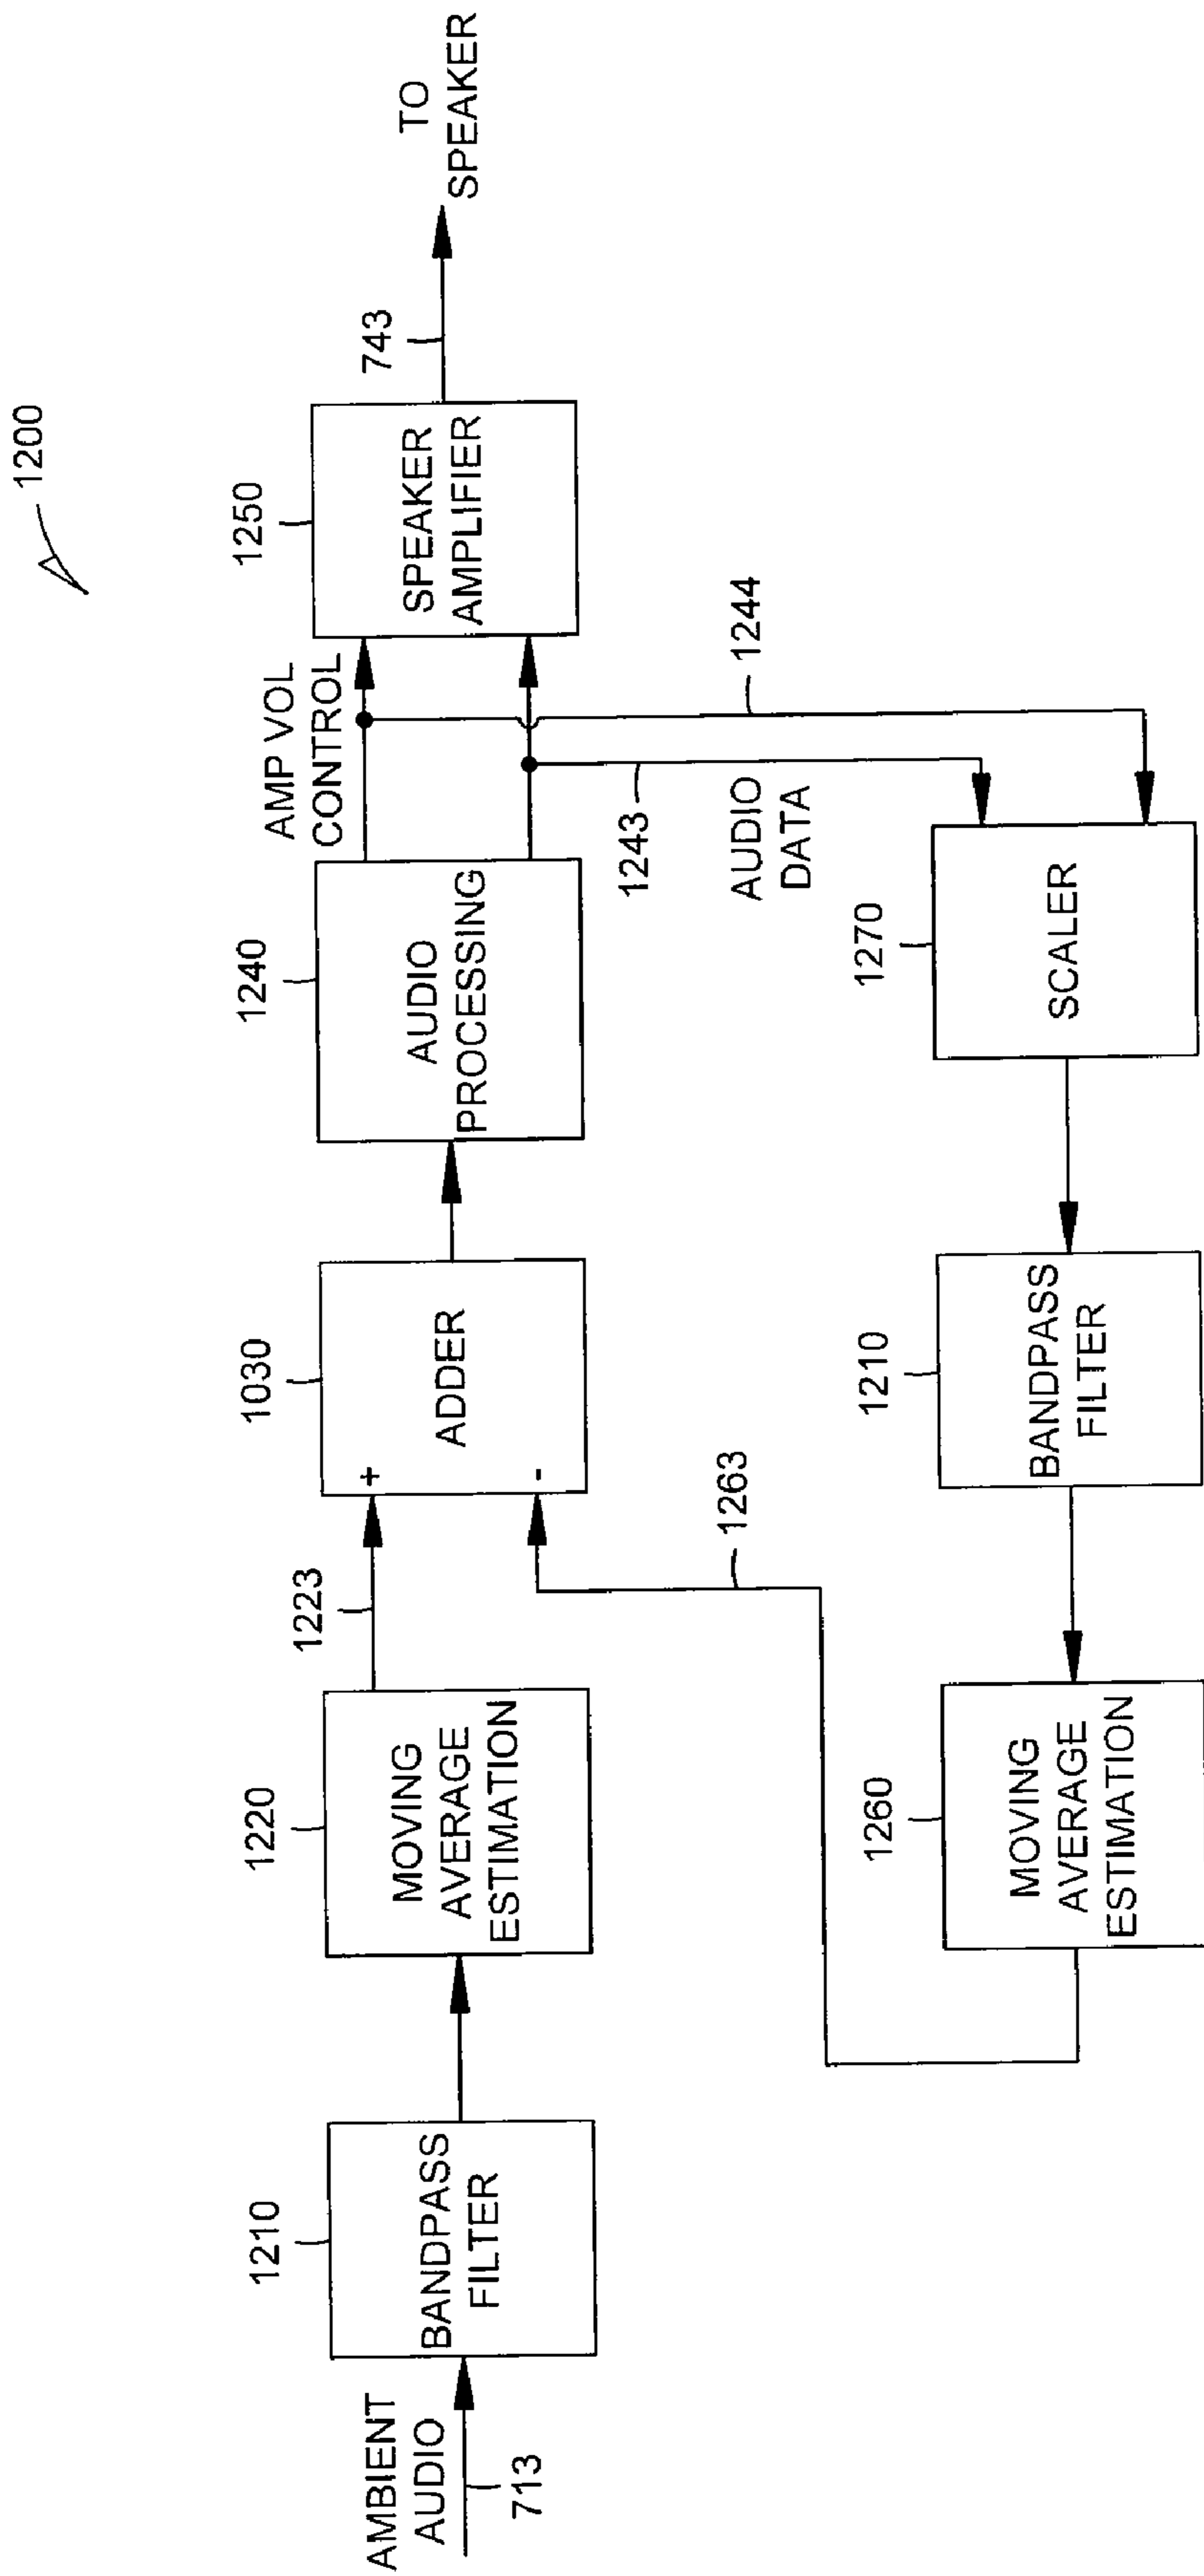 1200
AMBIENT
AUDIO
713
1210
BANDPASS
FILTER
1220
MOVING
AVERAGE
ESTIMATION
1223
1030
+
-
ADDER
1240
AUDIO
PROCESSING
AMP VOL
CONTROL
1250
SPEAKER
AMPLIFIER
743
TO
SPEAKER
1263
1243
AUDIO
DATA
1244
1260
MOVING
AVERAGE
ESTIMATION
1210
BANDPASS
FILTER
1270
SCALER